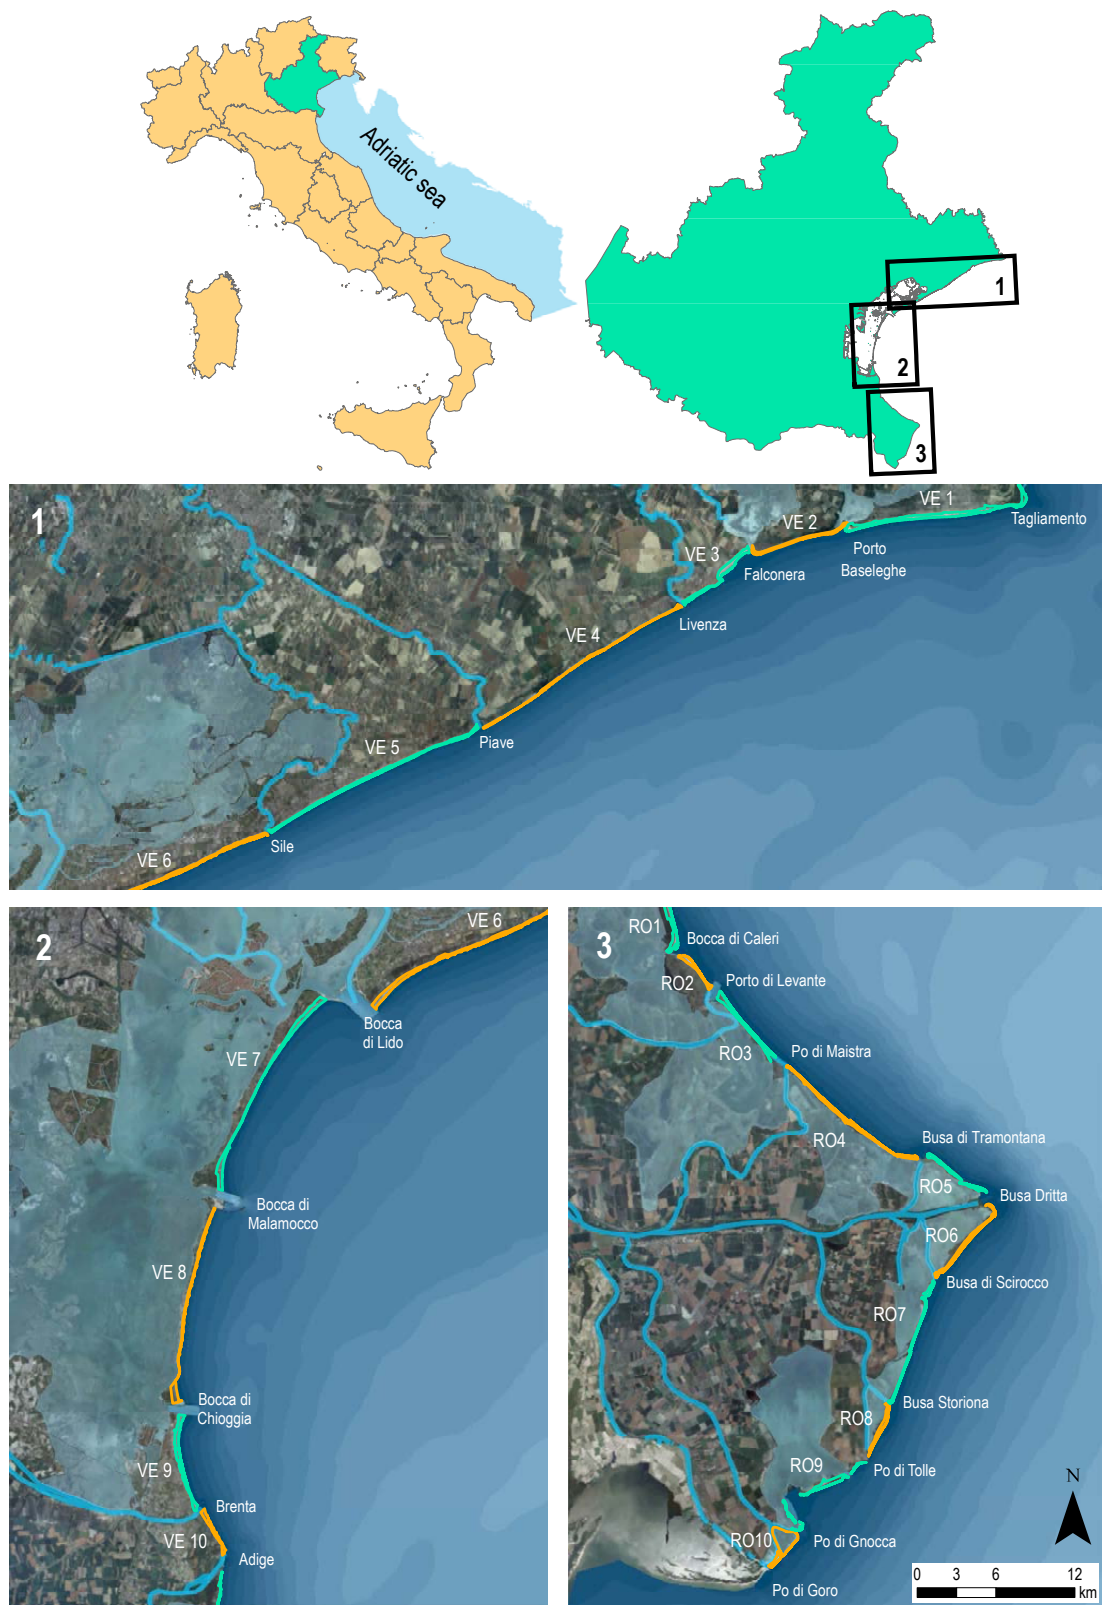 Adriatic sea
1
2
3
1
VE 1
Tagliamento
VE 2
Porto
Baseleghe
VE 3
Falconera
Livenza
VE 4
Piave
VE 5
Sile
VE 6
2
VE 6
Bocca
di Lido
VE 7
Bocca di
Malamocco
VE 8
Bocca di
Chioggia
VE 9
Brenta
VE 10
Adige
3
RO1
Bocca di Caleri
RO2
Porto di Levante
RO3
Po di Maistra
RO4
Busa di Tramontana
RO5
Busa Dritta
RO6
Busa di Scirocco
RO7
Busa Storiona
RO8
Po di Tolle
RO9
RO10
Po di Gnocca
Po di Goro
N
0 3 6 12
km